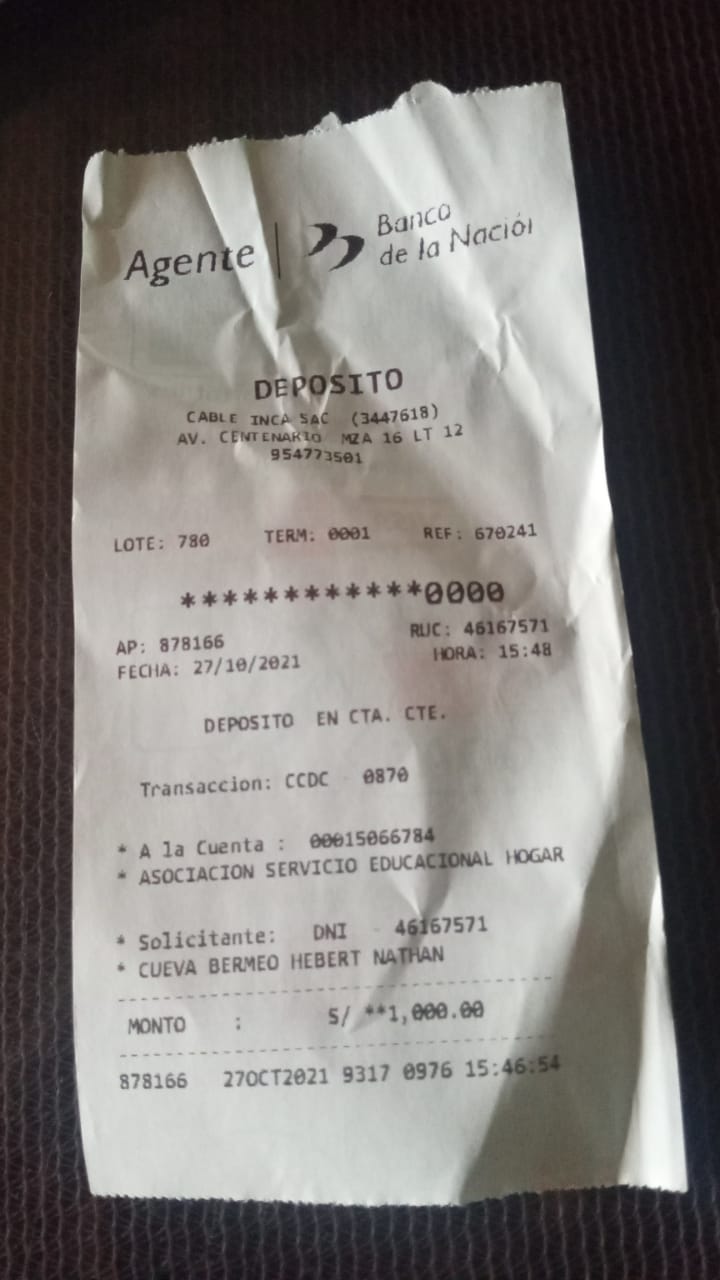 Agente | Banco
de la Nación
DEPOSITO
CABLE INCA SAC (3447618)
AV. CENTENARIO MZA 16 LT 12
954773501
LOTE: 780 TERM: 0001 REF: 670241
************0000
AP: 878166 RUC: 46167571
FECHA: 27/10/2021 HORA: 15:48
DEPOSITO EN CTA. CTE.
Transaccion: CCDC - 0870
* A la Cuenta : 00015066784
* ASOCIACION SERVICIO EDUCACIONAL HOGAR
* Solicitante: DNI - 46167571
* CUEVA BERMEO HEBERT NATHAN
MONTO : S/ **1,000.00
878166 27OCT2021 9317 0976 15:46:54